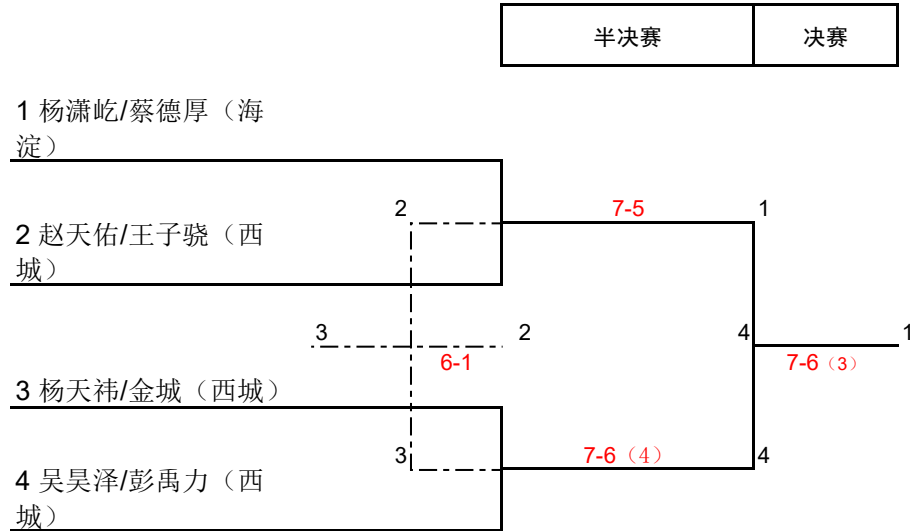 半决赛 决赛
1 杨潇屹/蔡德厚（海
淀）
2 7-5 1
2 赵天佑/王子骁（西
城）
3 2 4 1
6-1 7-6（3）
3 杨天祎/金城（西城）
3 7-6（4） 4
4 吴昊泽/彭禹力（西
城）